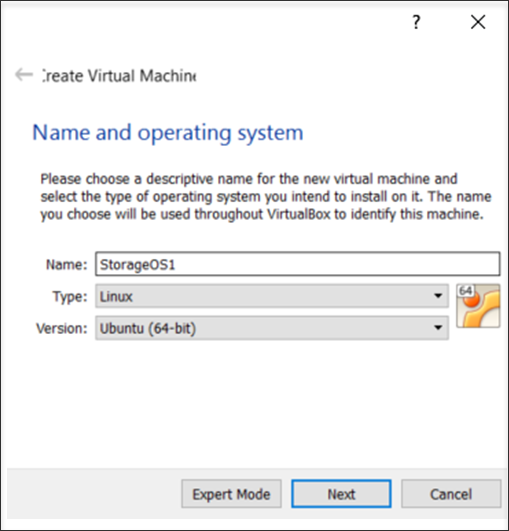 ?
Create Virtual Machine
Name and operating system
Please choose a descriptive name for the new virtual machine and
select the type of operating system you intend to install on it. The name
you choose will be used throughout VirtualBox to identify this machine.
Name: StorageOS1
Type: Linux
64
Version: Ubuntu (64-bit)
Expert Mode Next Cancel